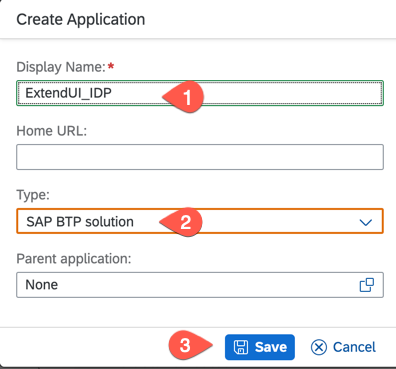 Create Application
Display Name:*
ExtendUI_IDP
1
Home URL:
Type:
SAP BTP solution
2
Parent application:
None
3
Save
Cancel